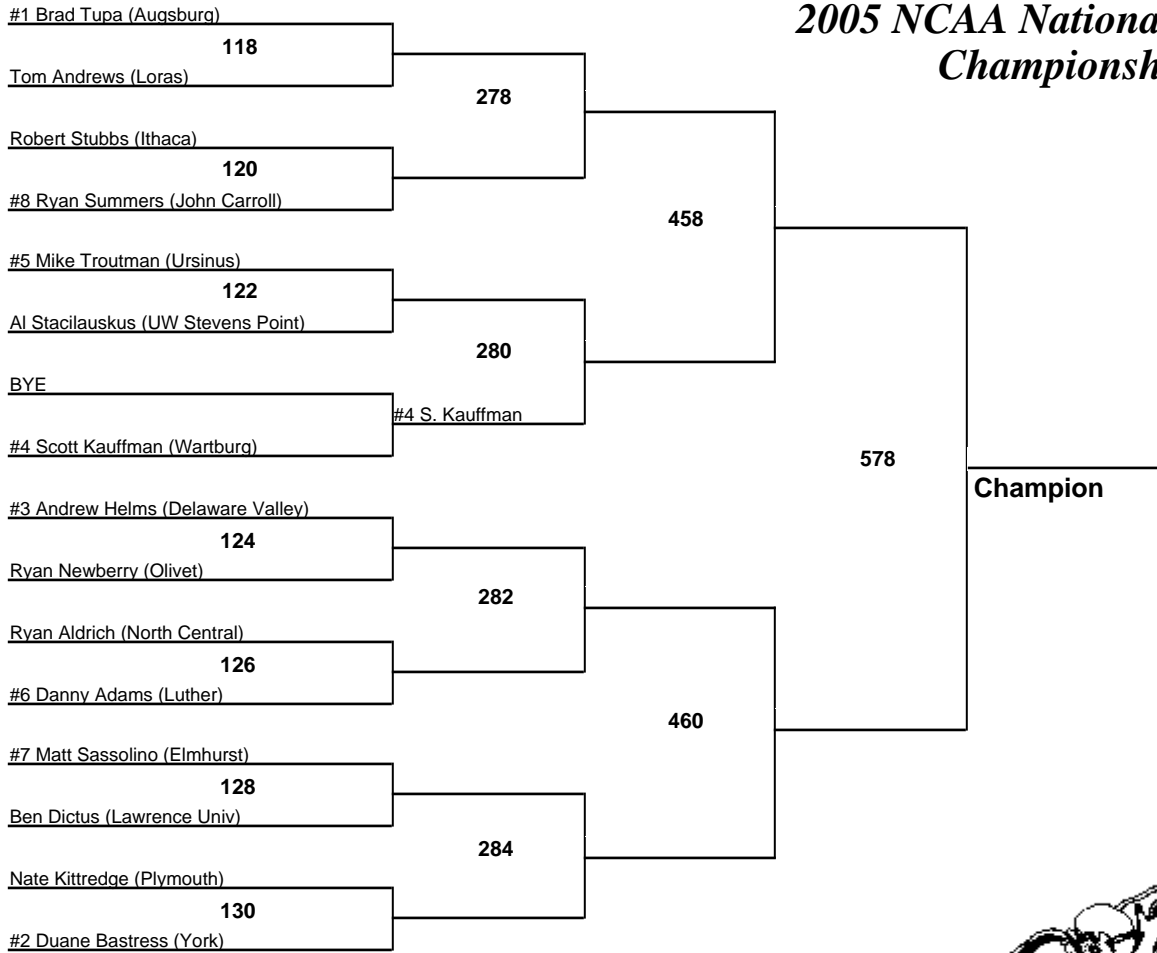 2005 NCAA Nationa
Championsh
#1 Brad Tupa (Augsburg)
118
Tom Andrews (Loras)
278
Robert Stubbs (Ithaca)
120
#8 Ryan Summers (John Carroll)
458
#5 Mike Troutman (Ursinus)
122
Al Stacilauskus (UW Stevens Point)
280
BYE
#4 S. Kauffman
#4 Scott Kauffman (Wartburg)
578
Champion
#3 Andrew Helms (Delaware Valley)
124
Ryan Newberry (Olivet)
282
Ryan Aldrich (North Central)
126
#6 Danny Adams (Luther)
460
#7 Matt Sassolino (Elmhurst)
128
Ben Dictus (Lawrence Univ)
284
Nate Kittredge (Plymouth)
130
#2 Duane Bastress (York)